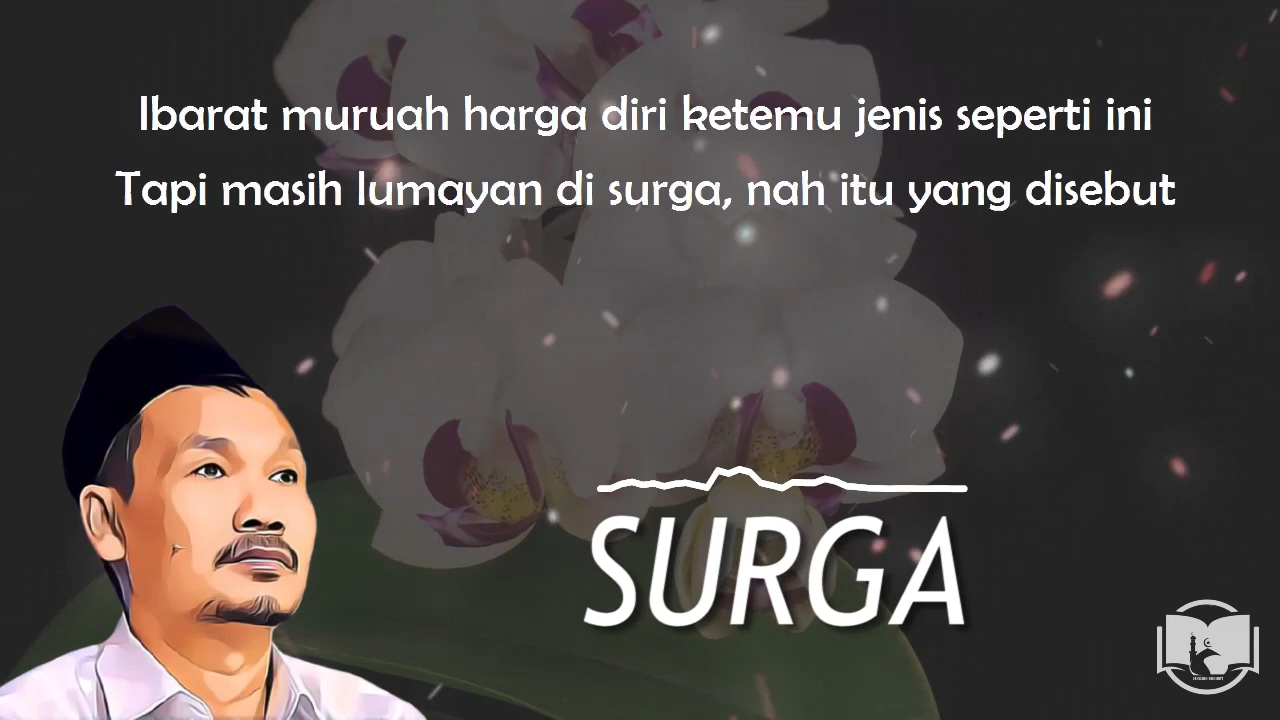 Ibarat muruah harga diri ketemu jenis seperti ini
Tapi masih lumayan di surga, nah itu yang disebut
SURGA